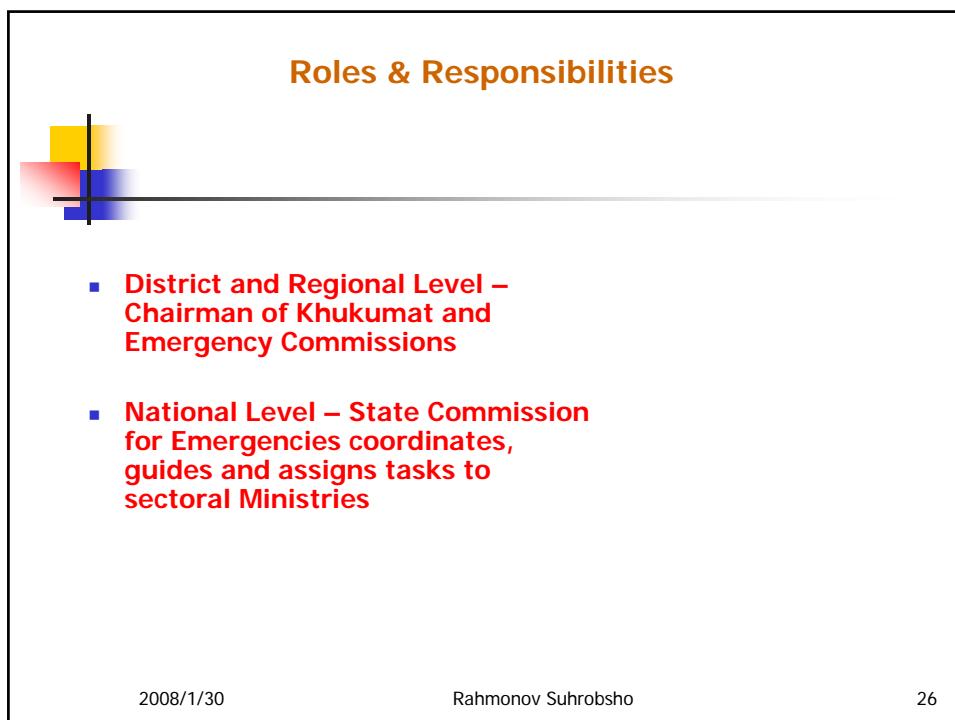 Roles & Responsibilities
District and Regional Level –
Chairman of Khukumat and
Emergency Commissions
National Level – State Commission
for Emergencies coordinates,
guides and assigns tasks to
sectoral Ministries
2008/1/30 Rahmonov Suhrobsho 26